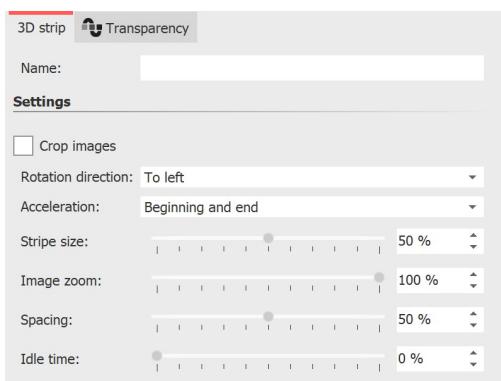 3D strip Transparency
Name:
Settings
Crop images
Rotation direction: To left
Acceleration: Beginning and end
Stripe size: 50 %
Image zoom: 100 %
Spacing: 50 %
Idle time: 0 %